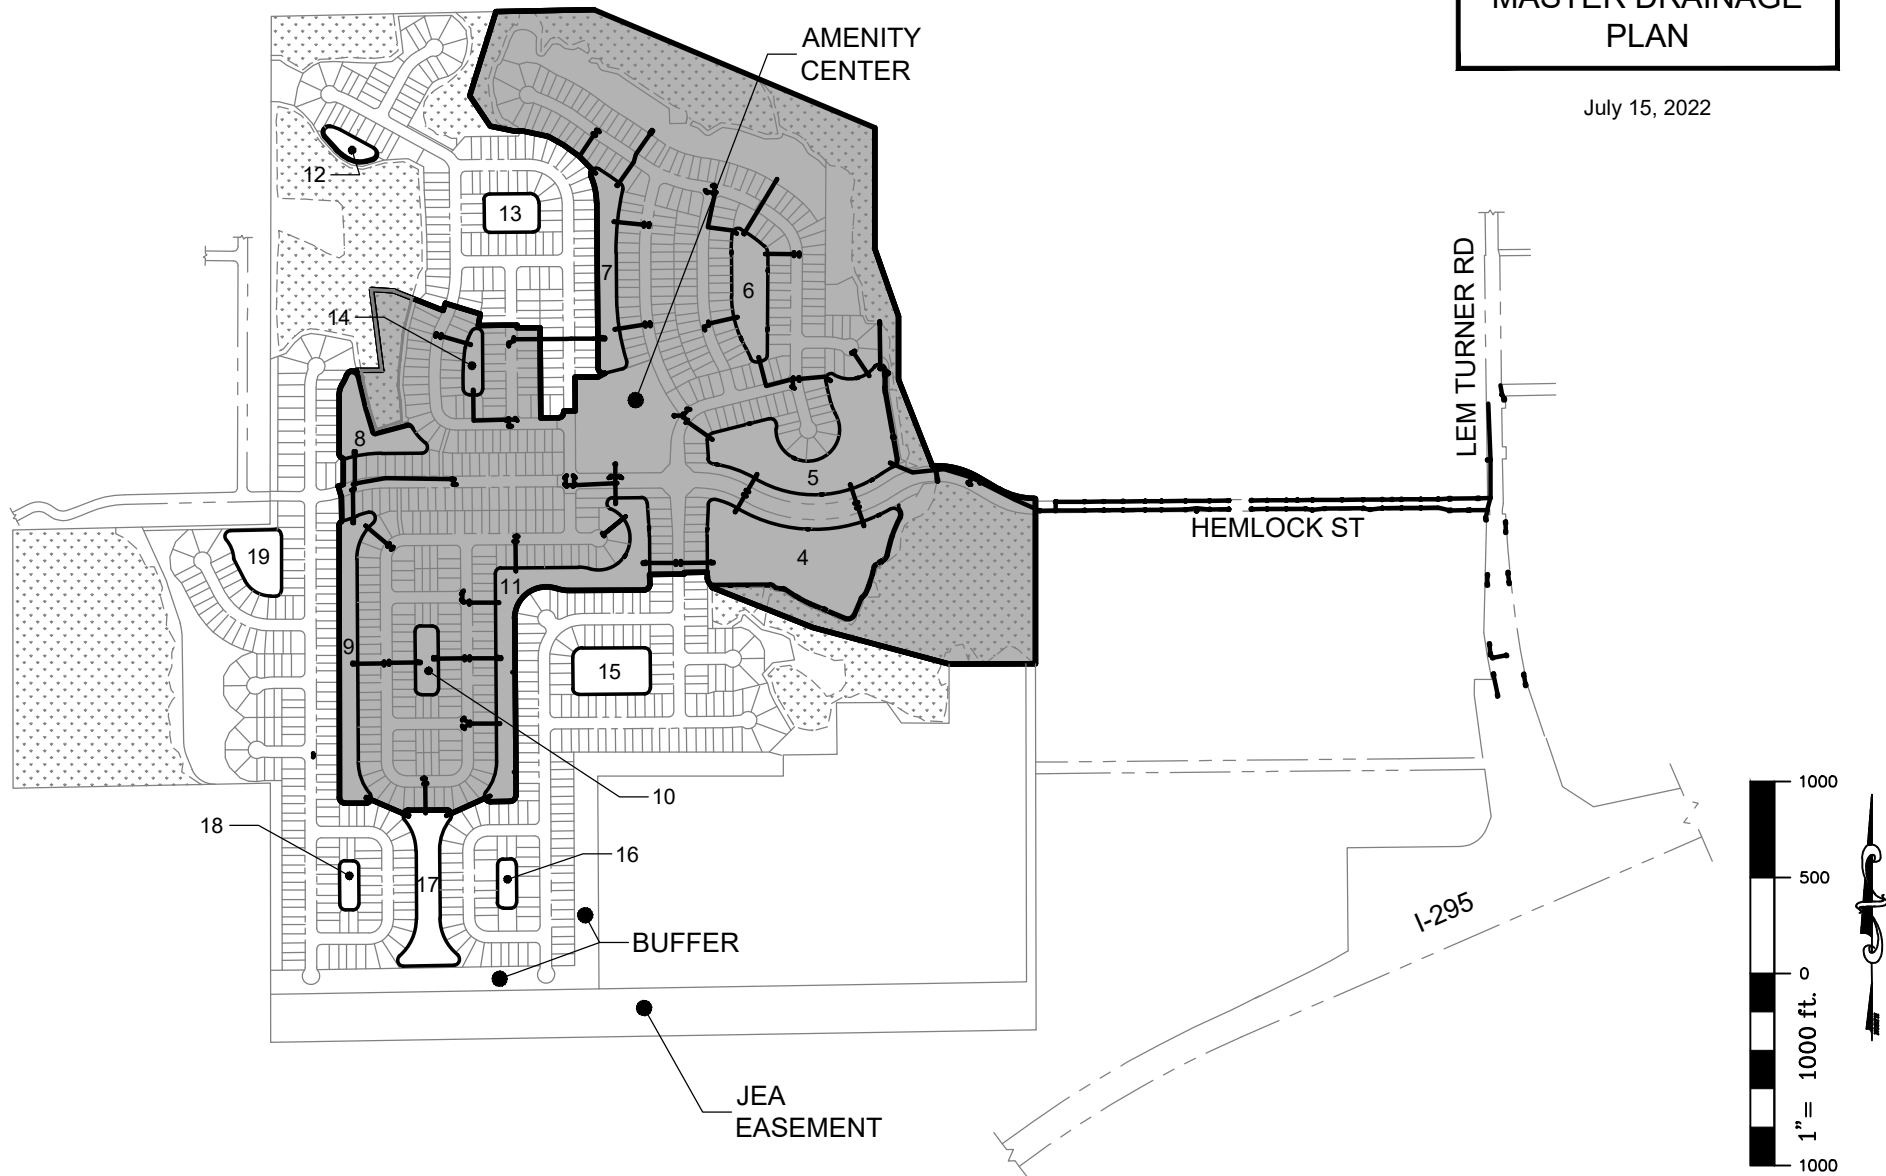 MASTER DRAINAGE
PLAN
July 15, 2022
AMENITY
CENTER
12
13
7
6
14
LEM TURNER RD
8
5
HEMLOCK ST
19
4
11
9
15
10
18
16
17
I-295
BUFFER
JEA
EASEMENT
1000
500
0
1000
1"= 1000 ft.